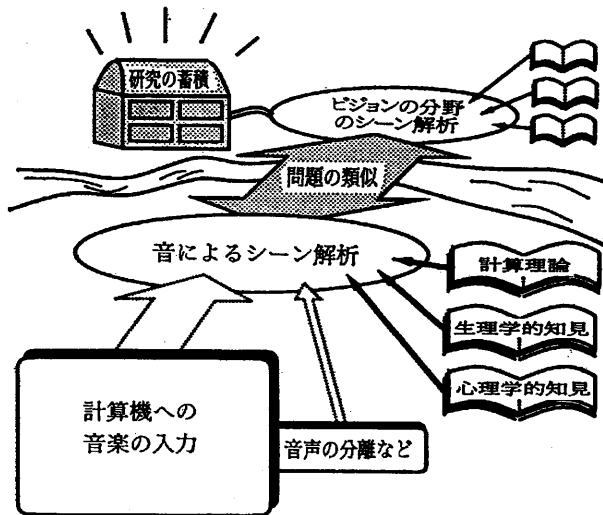 研究の蓄積
ビジョンの分野
のシーン解析
問題の類似
音によるシーン解析
計算理論
生理学的知見
心理学的知見
計算機への
音楽の入力
音声の分離など